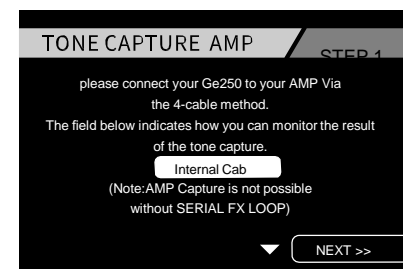 TONE CAPTURE AMP
STEP 1
please connect your Ge250 to your AMP Via
the 4-cable method.
The field below indicates how you can monitor the result
of the tone capture.
Internal Cab
(Note:AMP Capture is not possible
without SERIAL FX LOOP)
NEXT >>